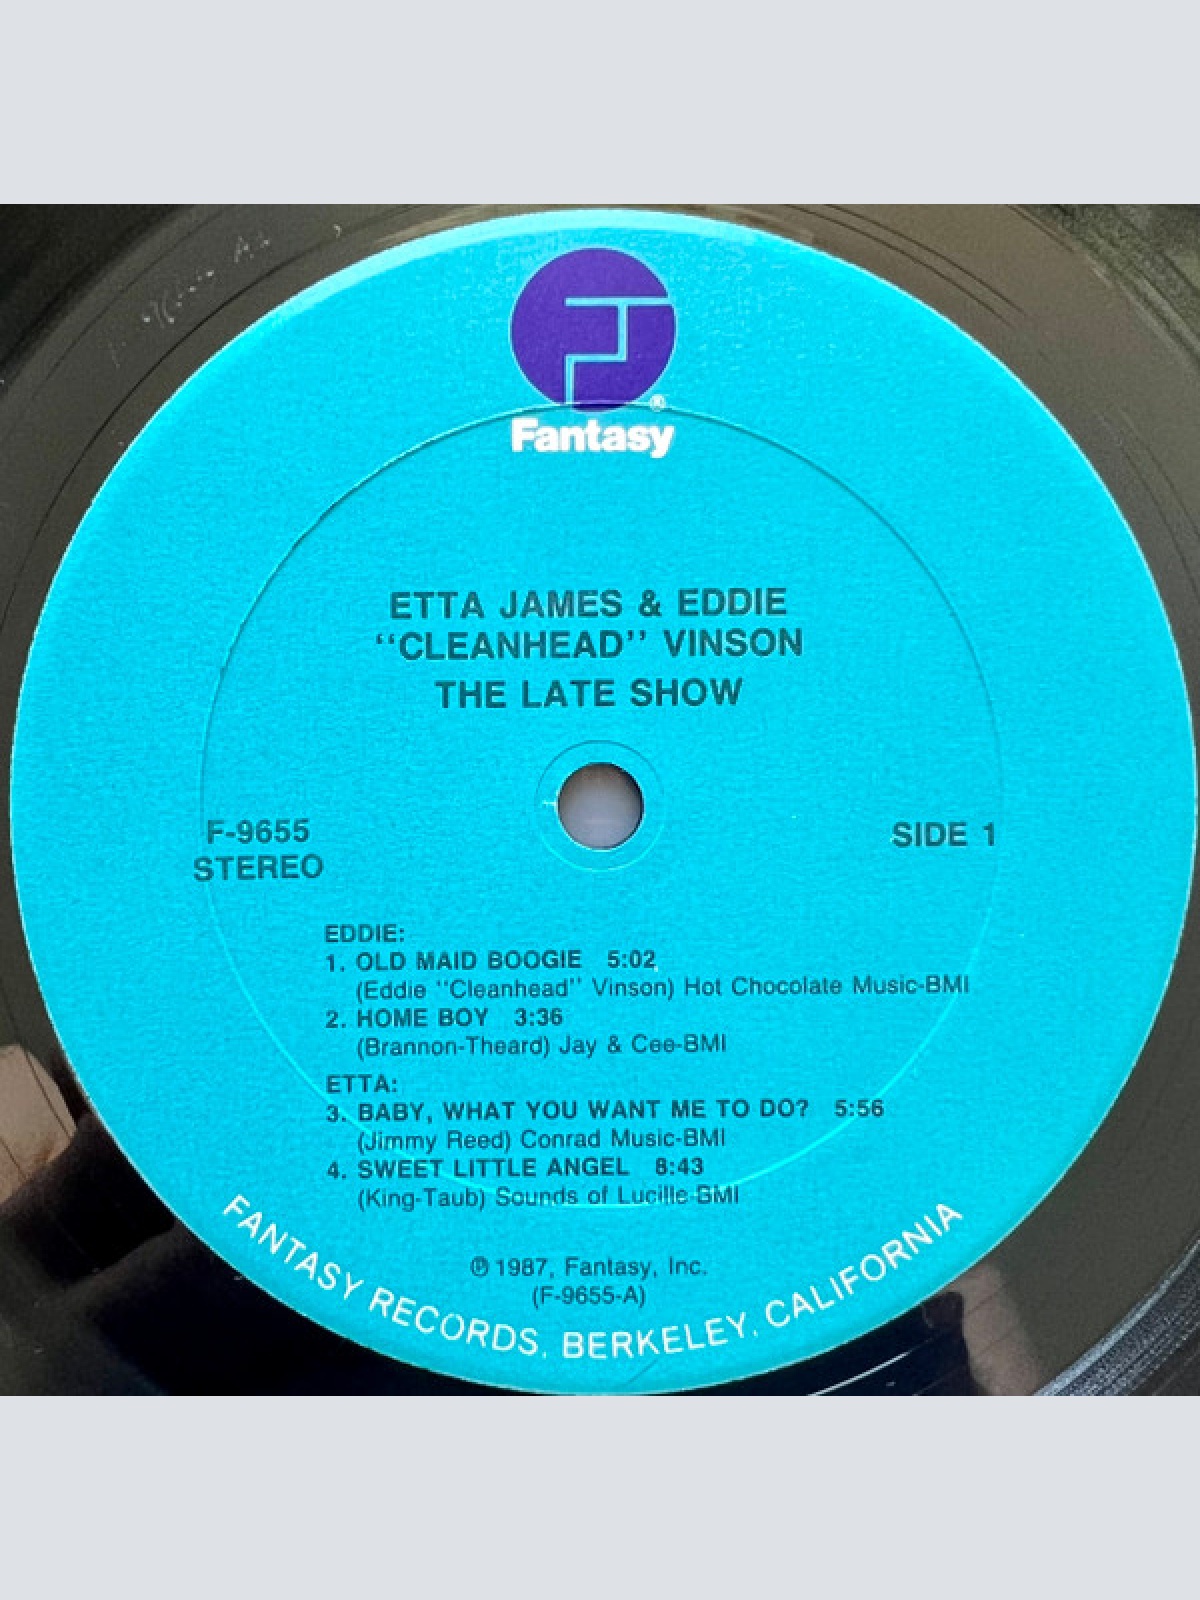 ®
Fantasy
ETTA JAMES & EDDIE
"CLEANHEAD" VINSON
THE LATE SHOW
F-9655
STEREO
SIDE 1
EDDIE:
1. OLD MAID BOOGIE 5:02
(Eddie "Cleanhead" Vinson) Hot Chocolate Music-BMI
2. HOME BOY 3:36
(Brannon-Theard) Jay & Cee-BMI
ETTA:
3. BABY, WHAT YOU WANT ME TO DO? 5:56
(Jimmy Reed) Conrad Music-BMI
4. SWEET LITTLE ANGEL 8:43
(King-Taub) Sounds of Lucille BMI
℗ 1987, Fantasy, Inc.
(F-9655-A)
FANTASY RECORDS, BERKELEY, CALIFORNIA